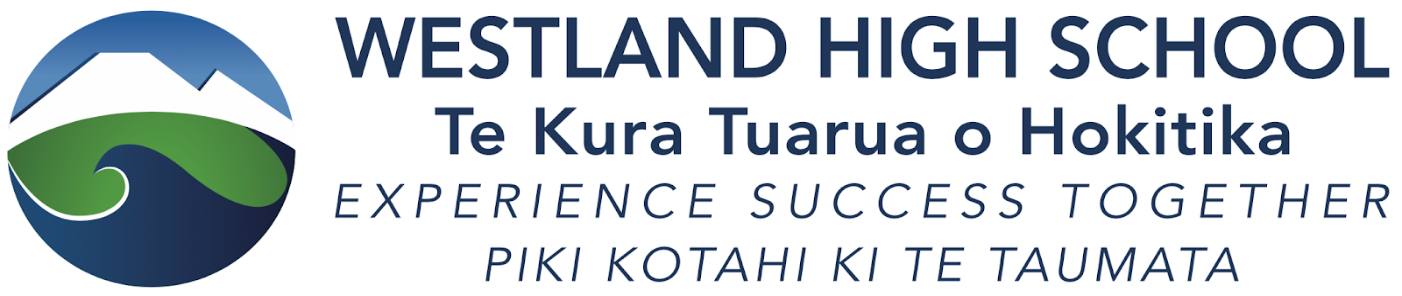 WESTLAND HIGH SCHOOL
Te Kura Tuarua o Hokitika
EXPERIENCE SUCCESS TOGETHER
PIKI KOTAHI KI TE TAUMATA